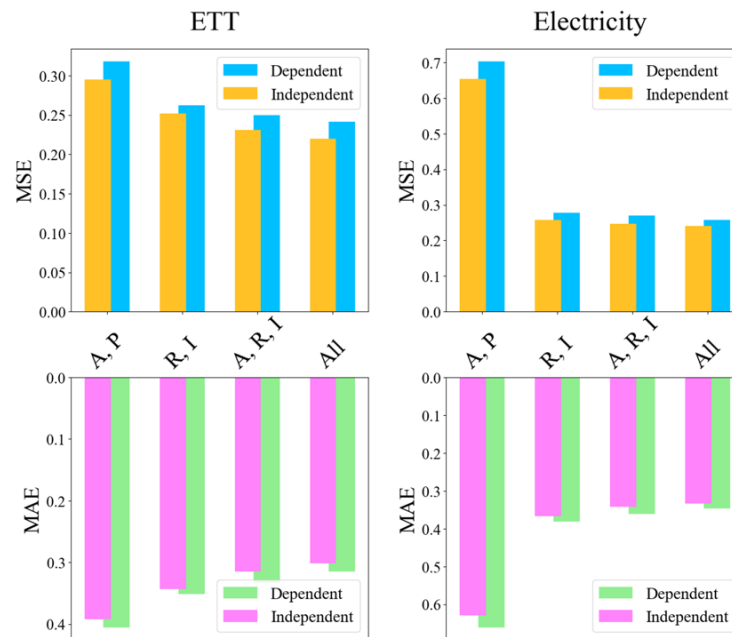 ETT
MSE
0.30
0.25
0.20
0.15
0.10
0.05
0.00
Dependent
Independent
A, P
R, I
A, R, I
All
Electricity
MSE
0.7
0.6
0.5
0.4
0.3
0.2
0.1
0.0
Dependent
Independent
A, P
R, I
A, R, I
All
MAE
0.0
0.1
0.2
0.3
0.4
Dependent
Independent
MAE
0.0
0.1
0.2
0.3
0.4
0.5
0.6
Dependent
Independent